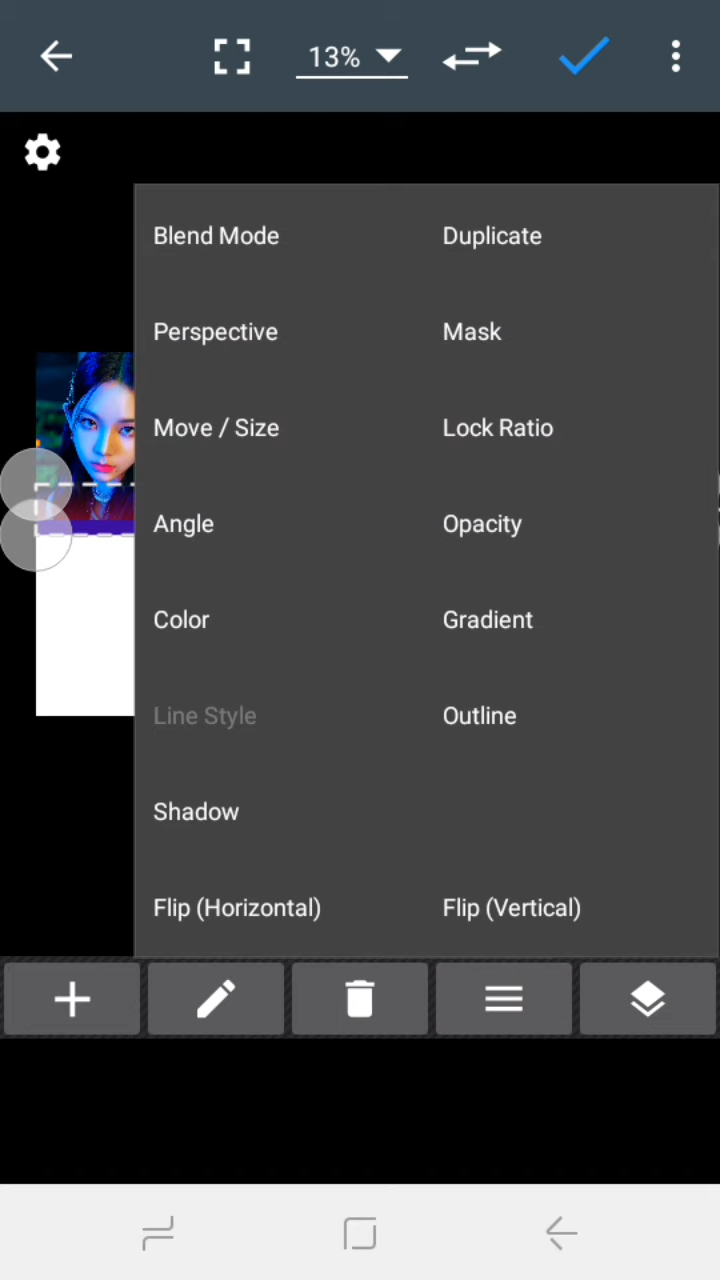 13%
Blend Mode Duplicate
Perspective Mask
Move / Size Lock Ratio
Angle Opacity
Color Gradient
Line Style Outline
Shadow
Flip (Horizontal) Flip (Vertical)